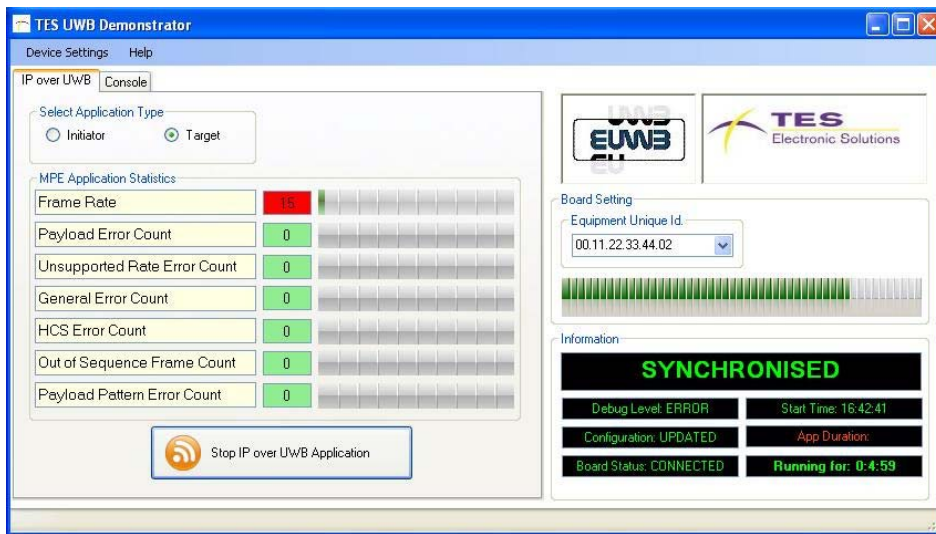 TES UWB Demonstrator
Device Settings Help
IP over UWB Console
Select Application Type
Initiator Target
MPE Application Statistics
Frame Rate 15
Payload Error Count 0
Unsupported Rate Error Count 0
General Error Count 0
HCS Error Count 0
Out of Sequence Frame Count 0
Payload Pattern Error Count 0
Stop IP over UWB Application
UWB
EUWB
EU
TES
Electronic Solutions
Board Setting
Equipment Unique Id.
00.11.22.33.44.02
Information
SYNCHRONISED
Debug Level: ERROR Start Time: 16:42:41
Configuration: UPDATED App Duration:
Board Status: CONNECTED Running for: 0:4:59